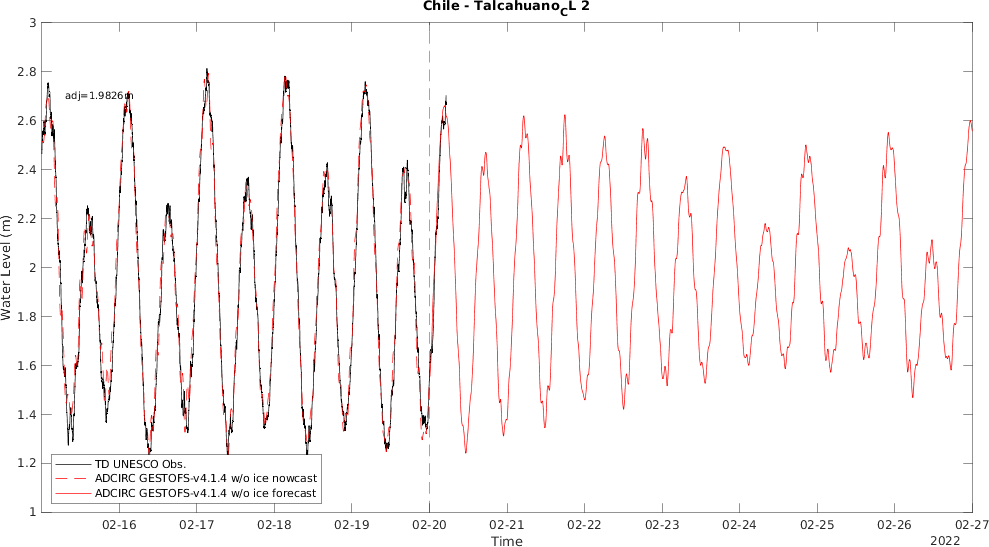 Chile - Talcahuano_CL 2
3
2.8
2.6
2.4
2.2
2
1.8
1.6
1.4
1.2
1
Water Level (m)
adj=1.9826m
TD UNESCO Obs.
ADCIRC GESTOFS-v4.1.4 w/o ice nowcast
ADCIRC GESTOFS-v4.1.4 w/o ice forecast
02-16 02-17 02-18 02-19 02-20 02-21 02-22 02-23 02-24 02-25 02-26 02-27
Time
2022